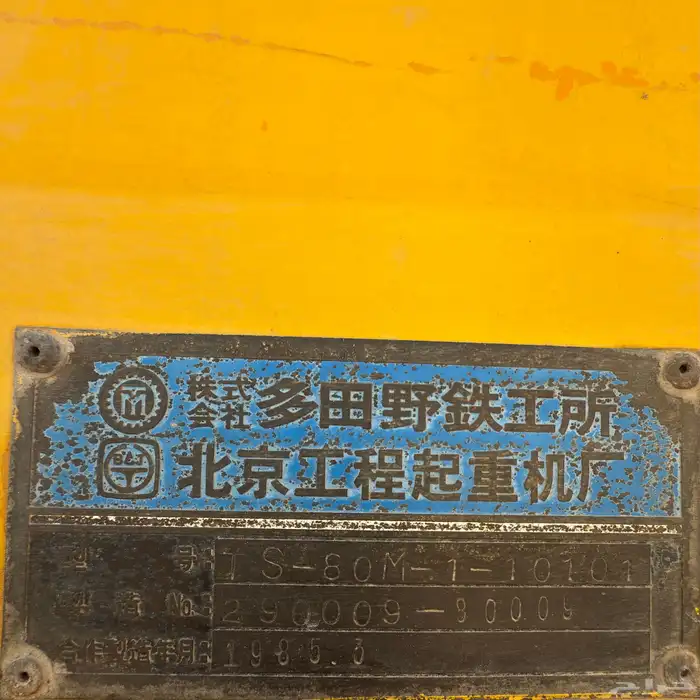 株式会社 多田野鉄工所
北京工程起重机厂
型 号 TS-80M-1-10101
No. 290009-
1985.3